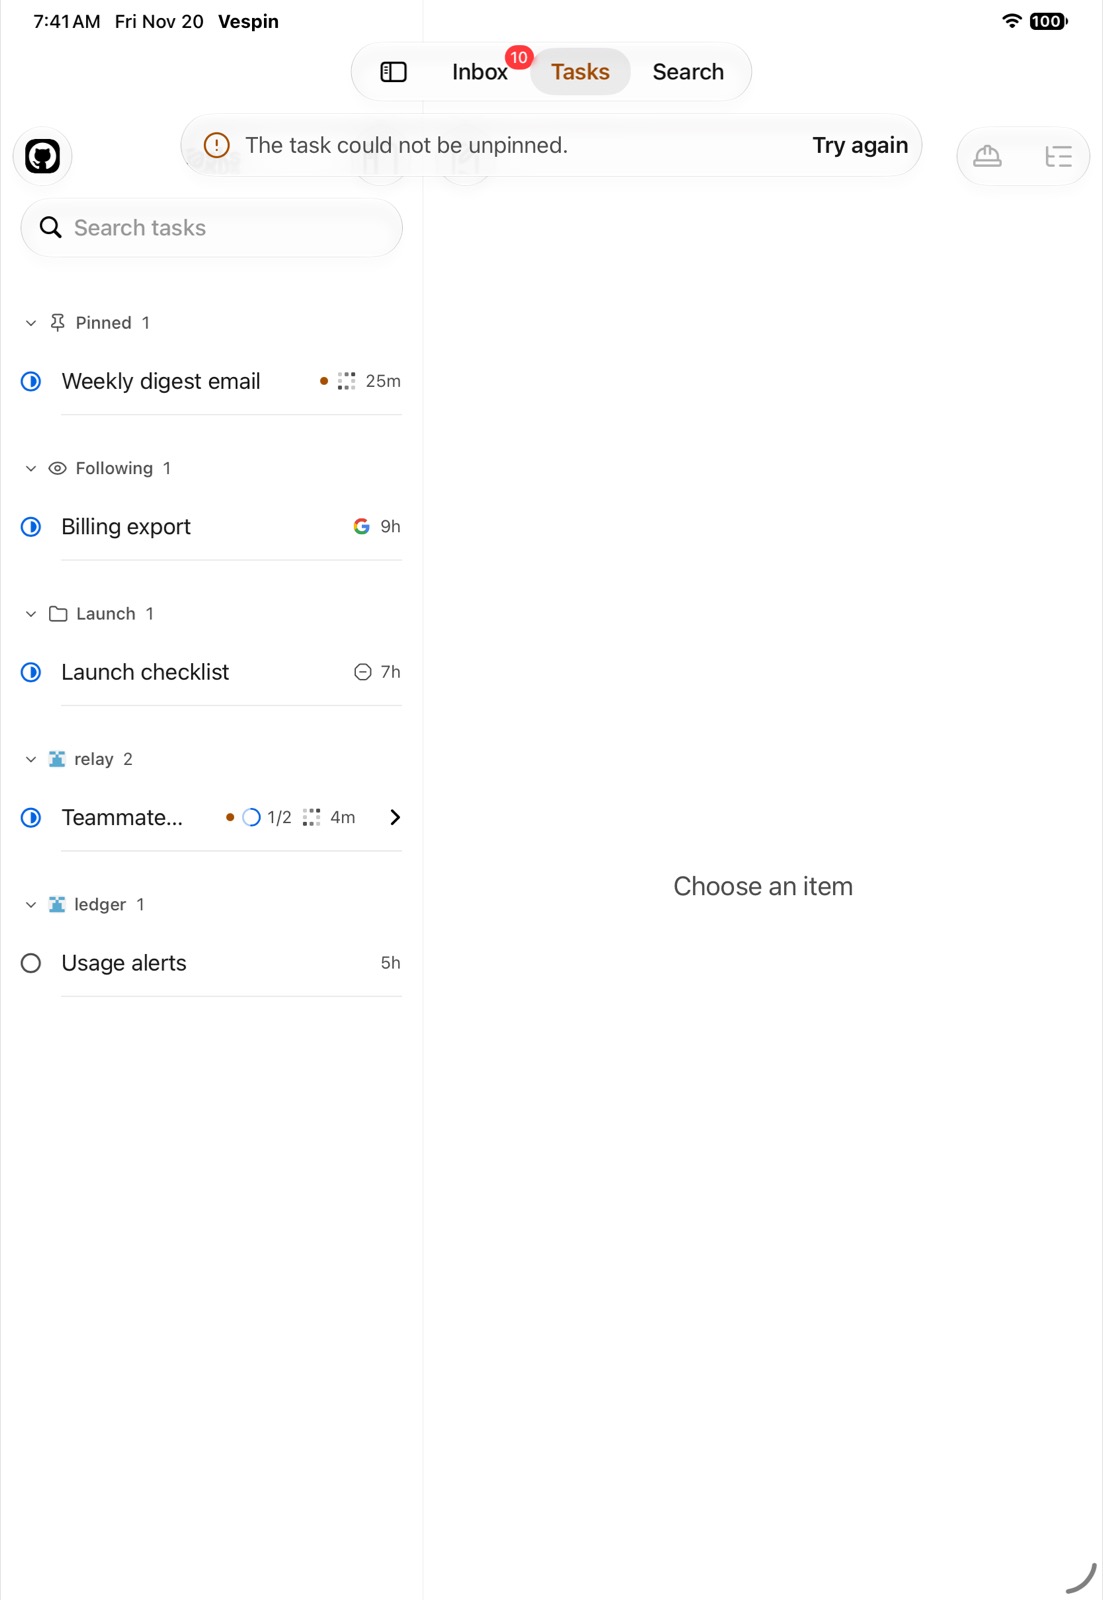 7:41 AM Fri Nov 20 Vespin
100
Inbox 10 Tasks Search
The task could not be unpinned. Try again
Search tasks
Pinned 1
Weekly digest email 25m
Following 1
Billing export 9h
Launch 1
Launch checklist 7h
relay 2
Teammate... 1/2 4m
ledger 1
Usage alerts 5h
Choose an item